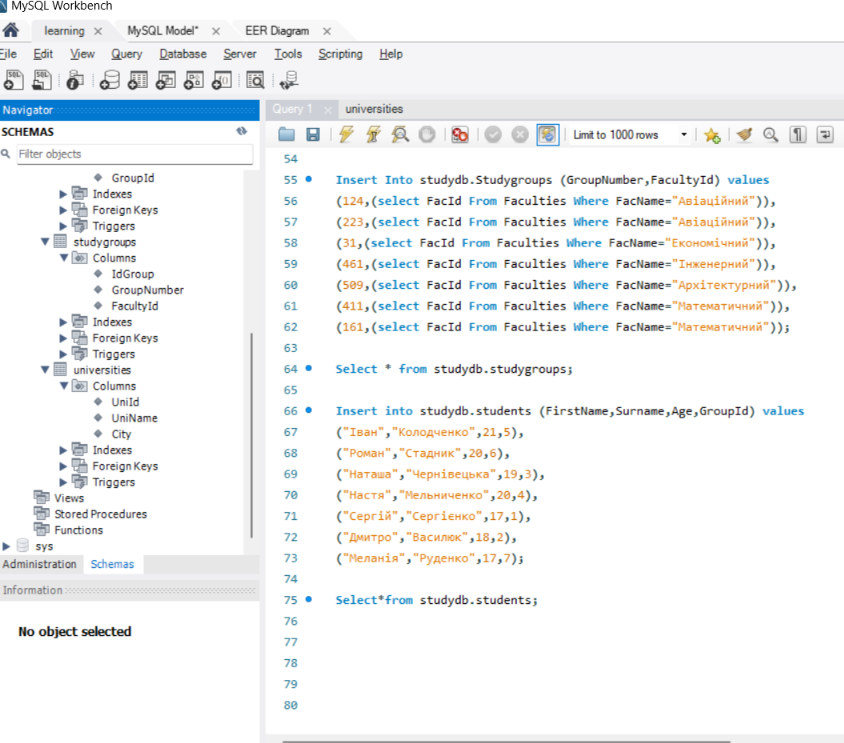 MySQL Workbench
learning
MySQL Model*
EER Diagram
File Edit View Query Database Server Tools Scripting Help
Navigator
SCHEMAS
Filter objects
GroupId
Indexes
Foreign Keys
Triggers
studygroups
Columns
IdGroup
GroupNumber
FacultyId
Indexes
Foreign Keys
Triggers
universities
Columns
UniId
UniName
City
Indexes
Foreign Keys
Triggers
Views
Stored Procedures
Functions
sys
Administration Schemas
Information
No object selected
Query 1 universities
Limit to 1000 rows
54
55 Insert Into studydb.Studygroups (GroupNumber,FacultyId) values
56 (124,(select FacId From Faculties Where FacName="Авіаційний")),
57 (223,(select FacId From Faculties Where FacName="Авіаційний")),
58 (31,(select FacId From Faculties Where FacName="Економічний")),
59 (461,(select FacId From Faculties Where FacName="Інженерний")),
60 (509,(select FacId From Faculties Where FacName="Архітектурний")),
61 (411,(select FacId From Faculties Where FacName="Математичний")),
62 (161,(select FacId From Faculties Where FacName="Математичний"));
63
64 Select * from studydb.studygroups;
65
66 Insert into studydb.students (FirstName,Surname,Age,GroupId) values
67 ("Іван","Колодченко",21,5),
68 ("Роман","Стадник",20,6),
69 ("Наташа","Чернівецька",19,3),
70 ("Настя","Мельниченко",20,4),
71 ("Сергій","Сергієнко",17,1),
72 ("Дмитро","Василюк",18,2),
73 ("Меланія","Руденко",17,7);
74
75 Select*from studydb.students;
76
77
78
79
80